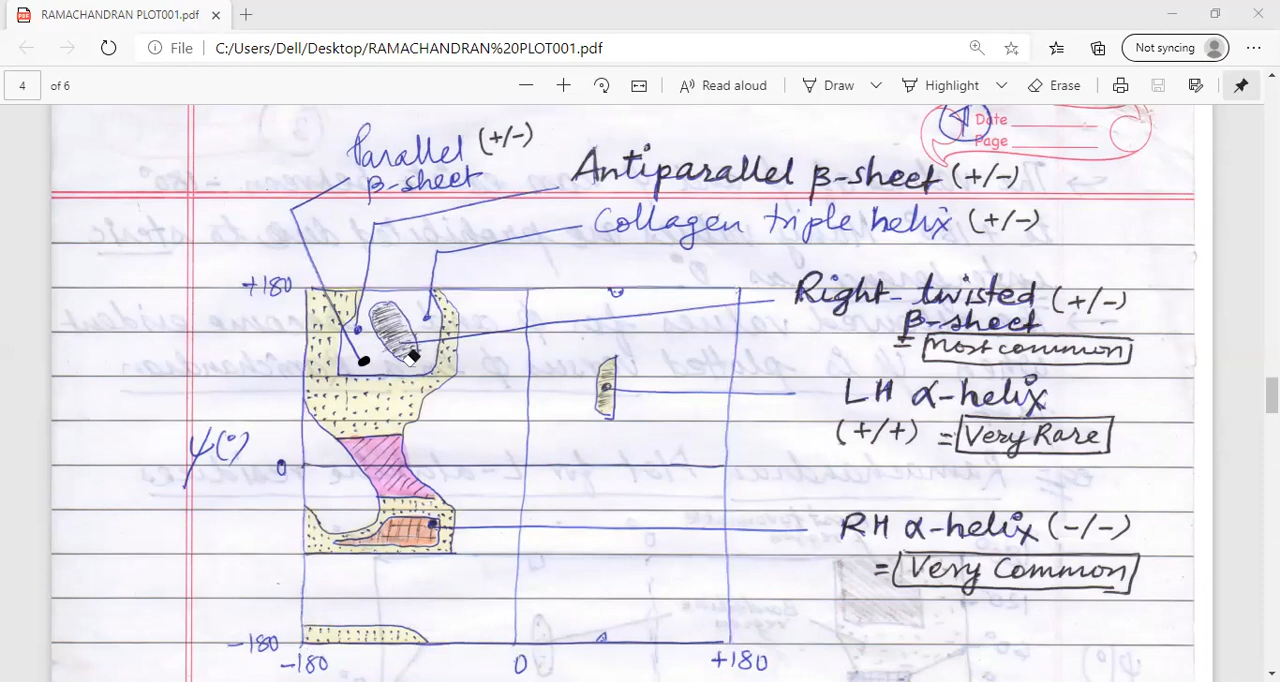 RAMACHANDRAN PLOT001.pdf
File
C:/Users/Dell/Desktop/RAMACHANDRAN%20PLOT001.pdf
Not syncing
4 of 6
Read aloud
Draw
Highlight
Erase
Date
Page
4
Parallel (+/-)
β-sheet
Antiparallel β-sheet (+/-)
Collagen triple helix (+/-)
+180
Right-twisted (+/-)
β-sheet
= Most common
LH α-helix
(+/+) = Very Rare
ψ(°)
0
RH α-helix (-/-)
= Very Common
-180
-180
0
+180